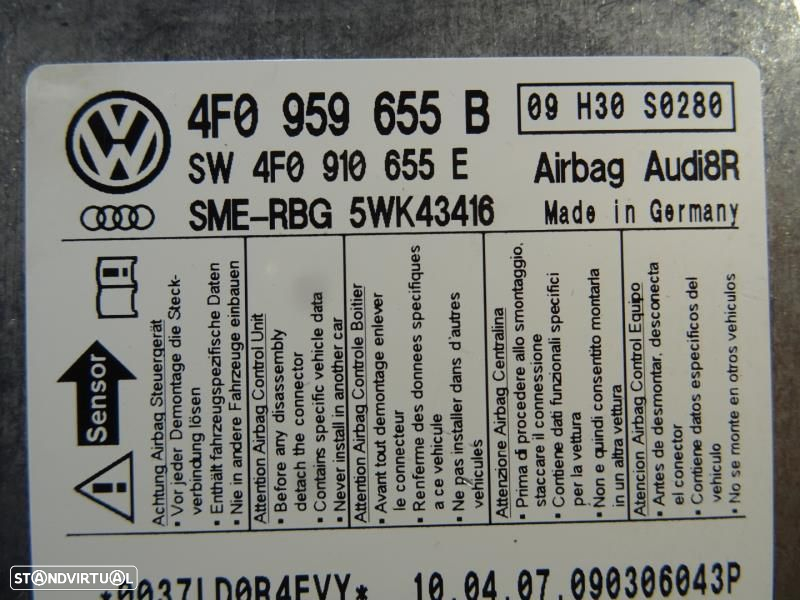 4F0 959 655 B
09 H30 S0280
SW 4F0 910 655 E
Airbag Audi8R
SME-RBG 5WK43416
Made in Germany
Sensor
Achtung Airbag Steuergerät
• Vor jeder Demontage die Steck-
verbindung lösen
• Enthält fahrzeugspezifische Daten
• Nie in andere Fahrzeuge einbauen
Attention Airbag Control Unit
• Before any disassembly
detach the connector
• Contains specific vehicle data
• Never install in another car
Attention Airbag Controle Boitier
• Avant tout demontage enlever
le connecteur
• Renferme des donnees specifiques
a ce vehicule
• Ne pas installer dans d'autres
vehicules
Attenzione Airbag Centralina
• Prima di procedere allo smontaggio,
staccare il connessione
• Contiene dati funzionali specifici
per la vettura
• Non e quindi consentito montarla
in un altra vettura
Atencion Airbag Control Equipo
• Antes de desmontar, desconecta
el conector
• Contiene datos especificos del
vehiculo
• No se monte en otros vehiculos
*0037LD0B4EVY*
10.04.07.090306043P
STANDVIRTUAL